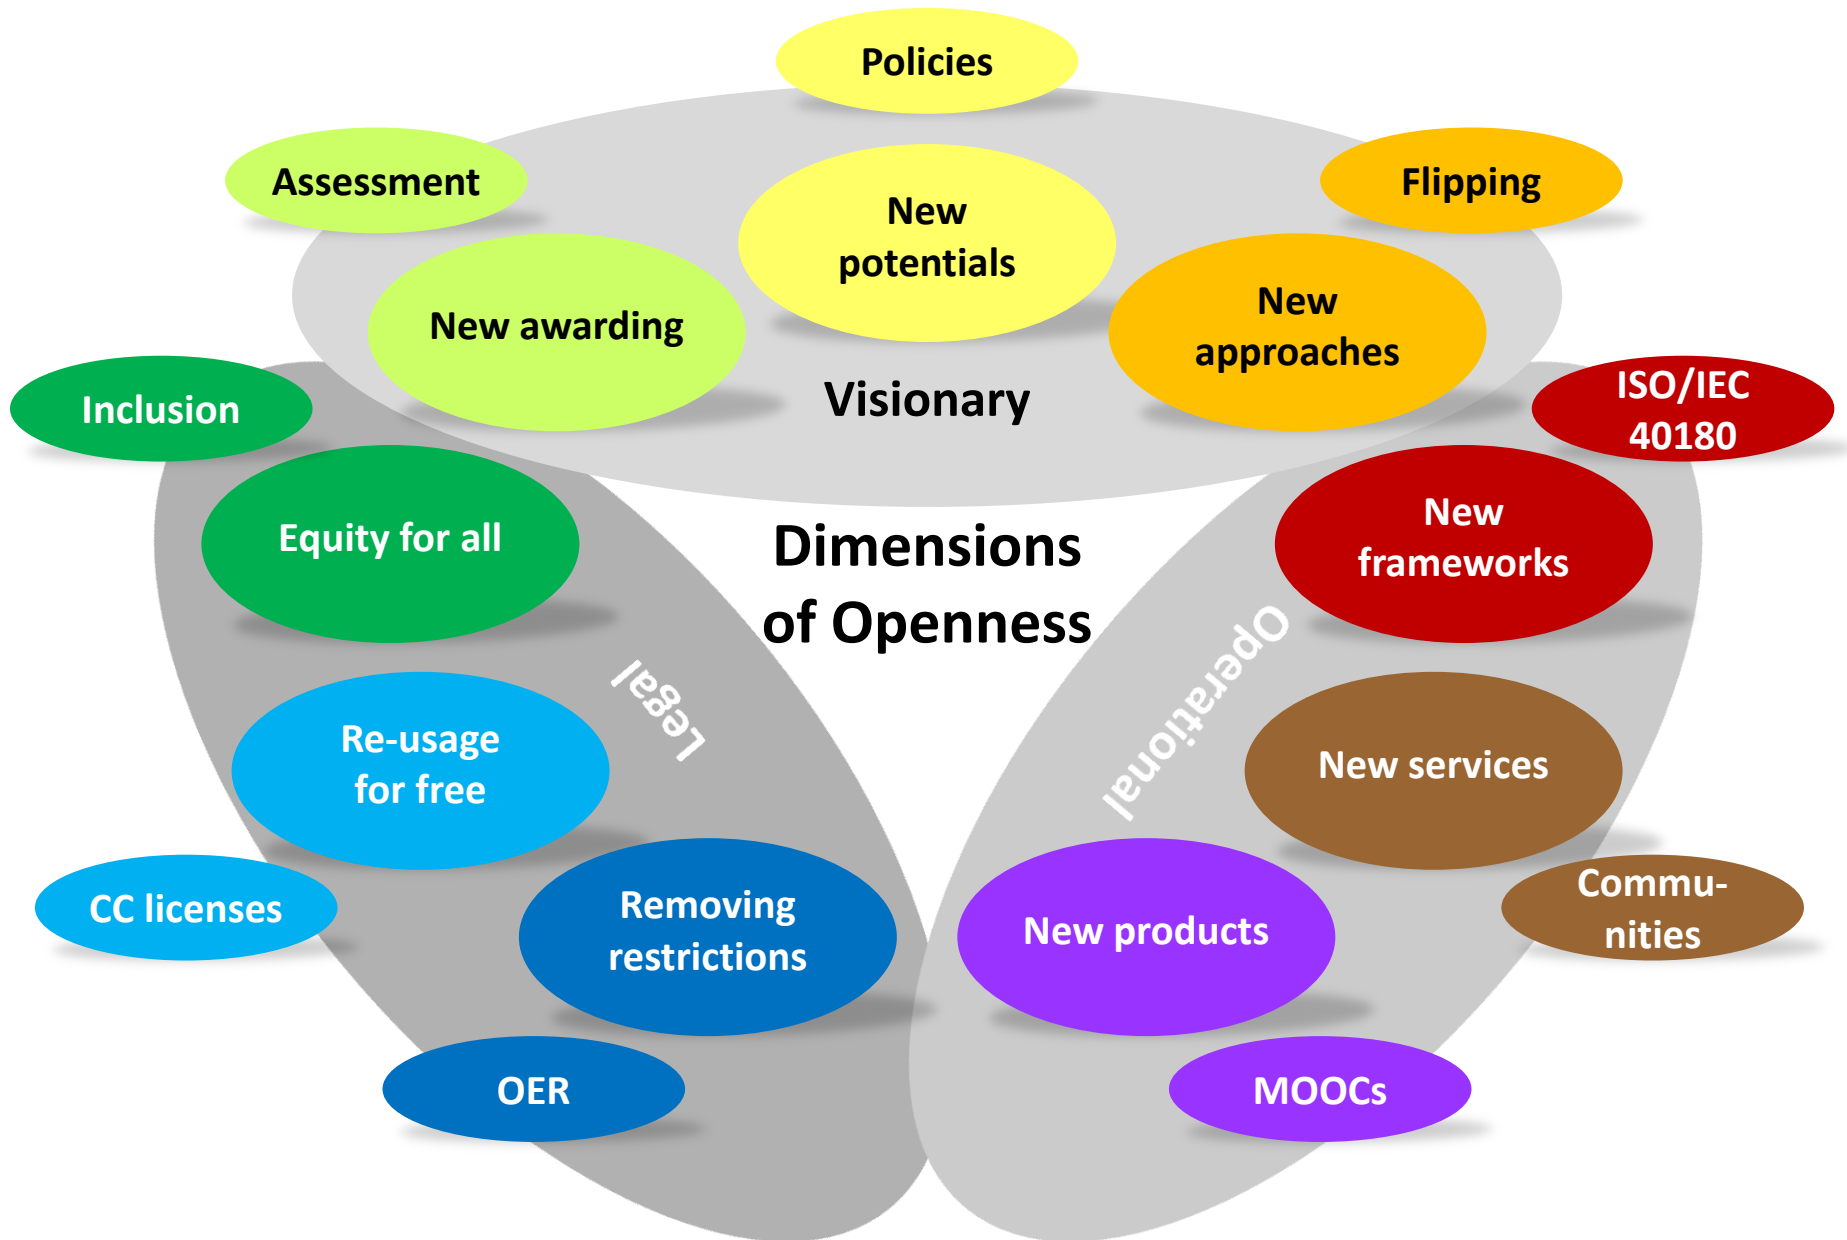 Policies
Assessment
Flipping
New
potentials
New awarding
New
approaches
Visionary
Inclusion
ISO/IEC
40180
Equity for all
New
frameworks
Dimensions
of Openness
Legal
Operational
Re-usage
for free
New services
CC licenses
Removing
restrictions
New products
Commu-
nities
OER
MOOCs